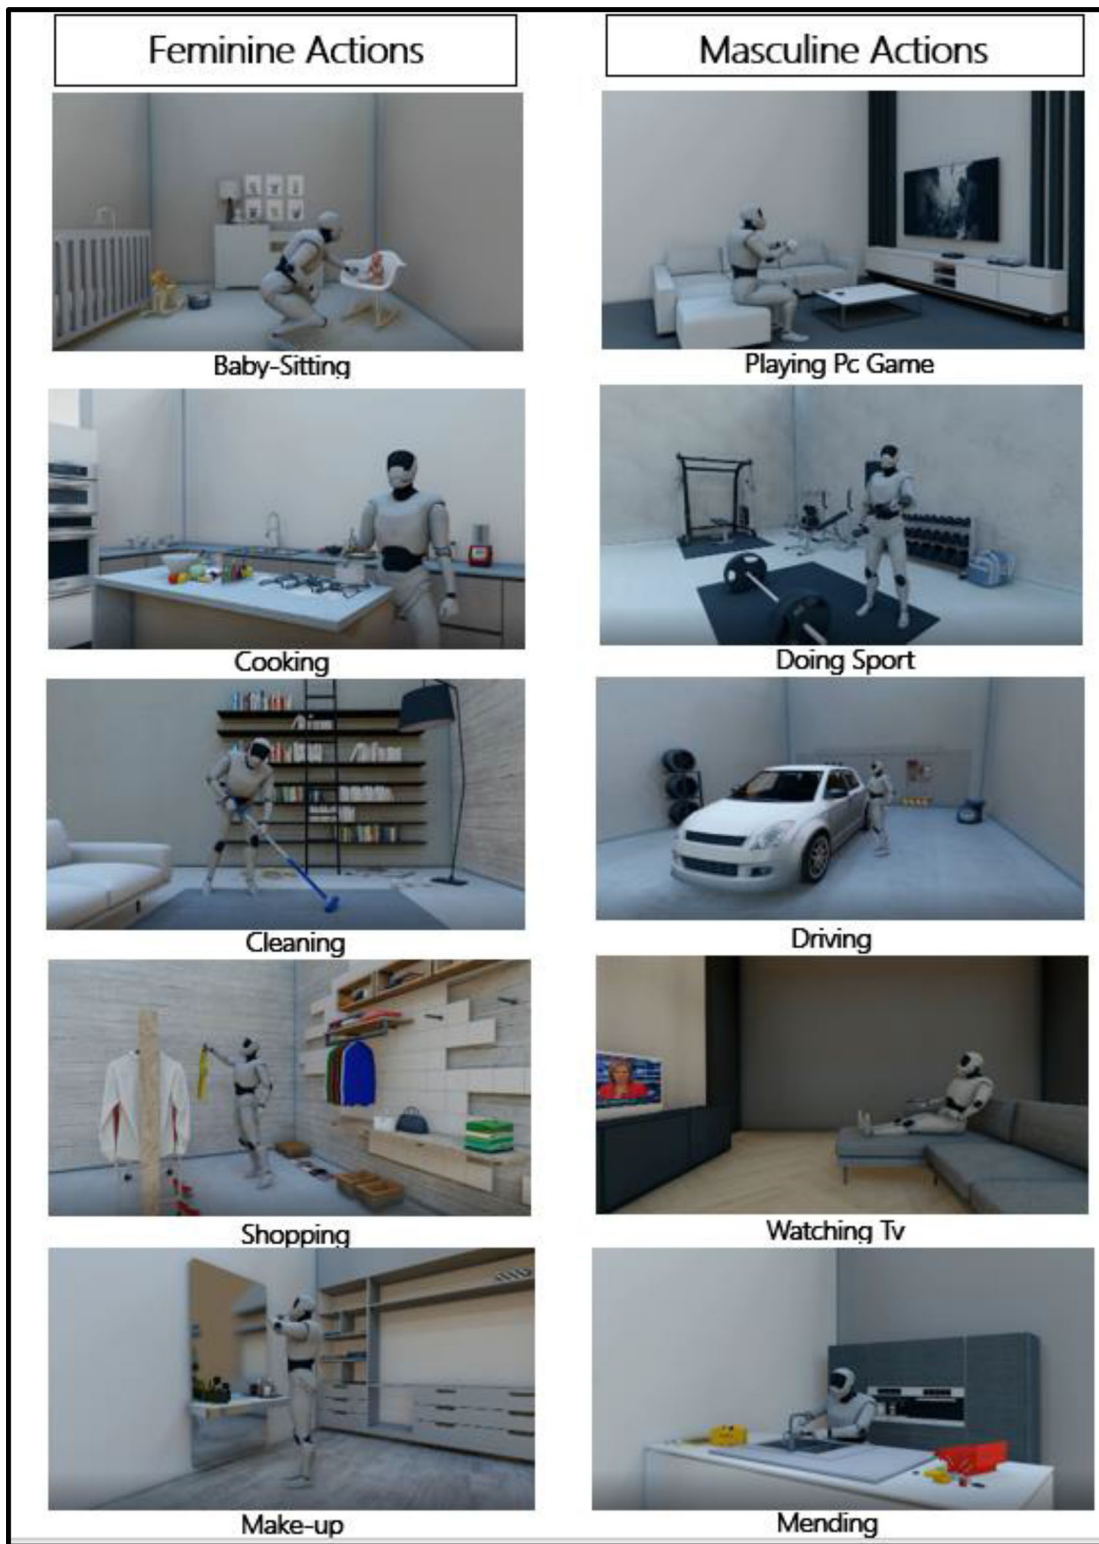 Feminine Actions
Masculine Actions
Baby-Sitting
Playing Pc Game
Cooking
Doing Sport
Cleaning
Driving
Shopping
Watching Tv
Make-up
Mending